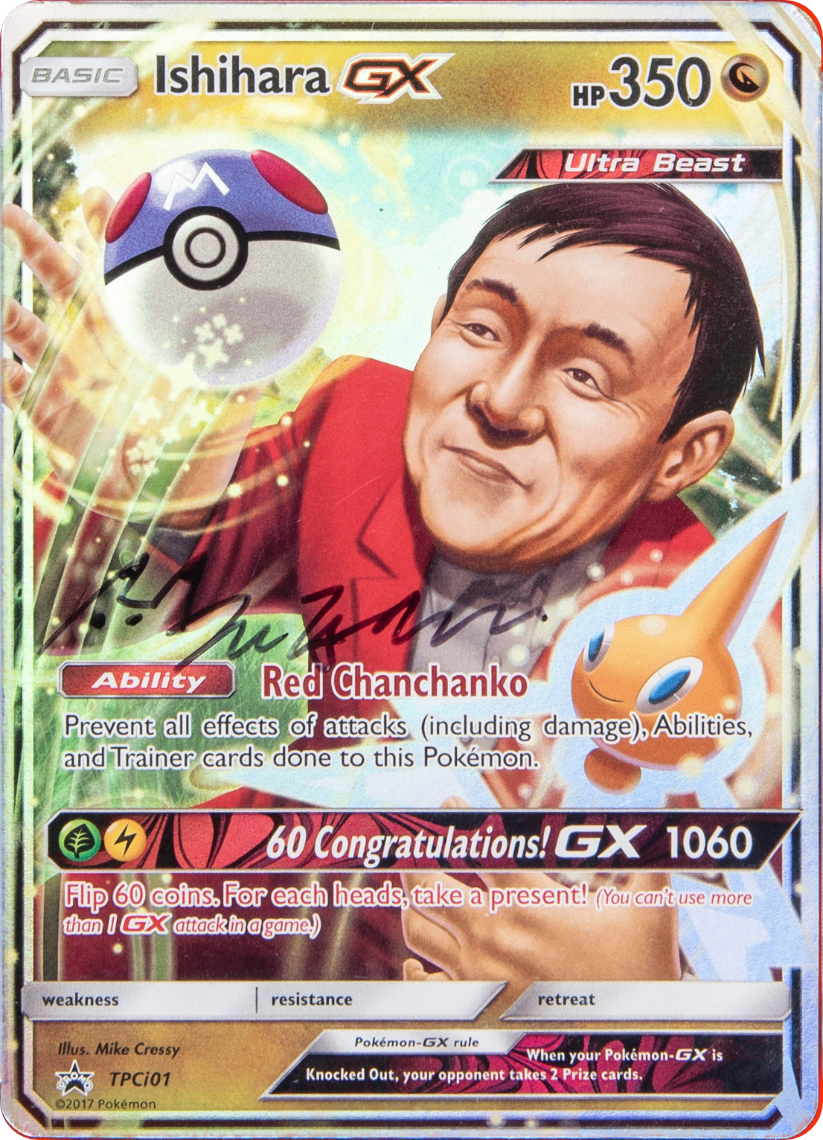 BASIC Ishihara GX HP350
Ultra Beast
M
Ability Red Chanchanko
Prevent all effects of attacks (including damage), Abilities,
and Trainer cards done to this Pokémon.
60 Congratulations! GX 1060
Flip 60 coins. For each heads, take a present! (You can't use more
than 1 GX attack in a game.)
weakness resistance retreat
Illus. Mike Cressy
Pokémon-GX rule
When your Pokémon-GX is
Knocked Out, your opponent takes 2 Prize cards.
PROMO TPCi01
©2017 Pokémon